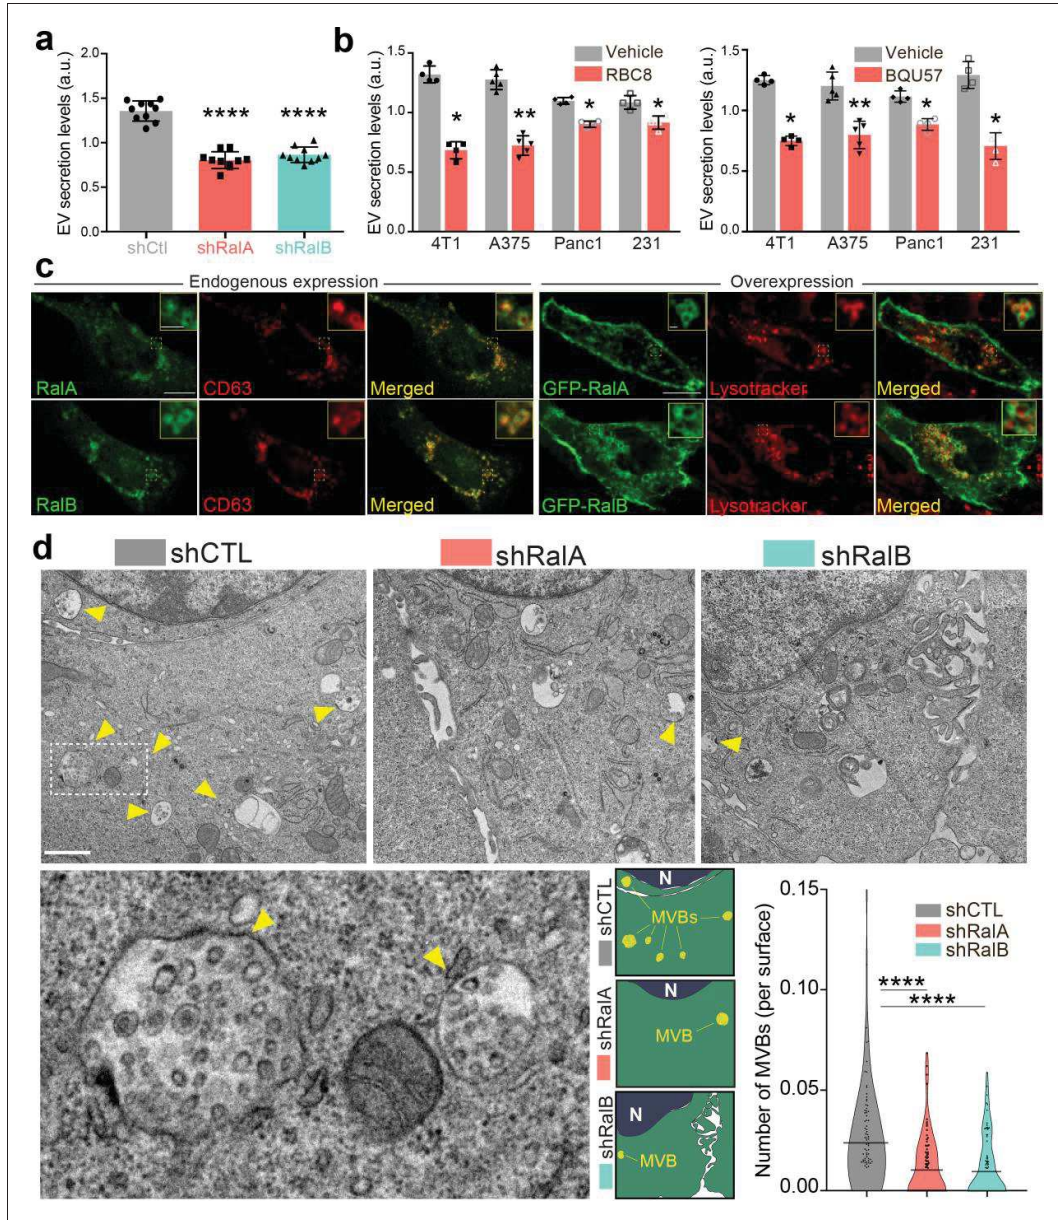 a
EV secretion levels (a.u.)
2.0
1.5
1.0
0.5
0.0
****
****
shCtl
shRalA
shRalB
b
EV secretion levels (a.u.)
1.5
1.0
0.5
0.0
Vehicle
RBC8
*
**
*
*
4T1
A375
Panc1
231
1.5
1.0
0.5
0.0
Vehicle
BQU57
*
**
*
*
4T1
A375
Panc1
231
c
Endogenous expression
Overexpression
RalA
CD63
Merged
GFP-RalA
Lysotracker
Merged
RalB
CD63
Merged
GFP-RalB
Lysotracker
Merged
d
shCTL
shRalA
shRalB
shCTL
N
MVBs
shRalA
N
MVB
shRalB
N
MVB
Number of MVBs (per surface)
0.15
0.10
0.05
0.00
shCTL
shRalA
shRalB
****
****